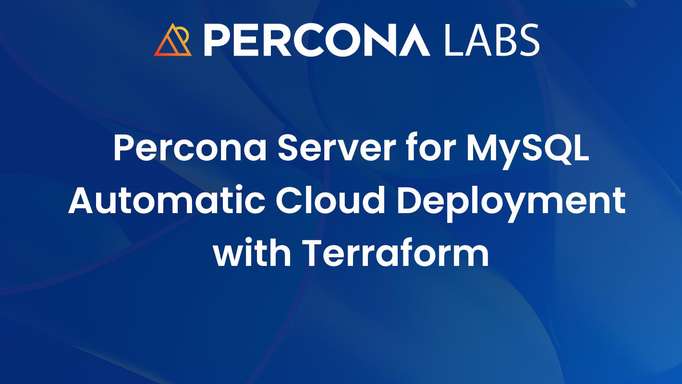 PERCONA LABS
Percona Server for MySQL
Automatic Cloud Deployment
with Terraform